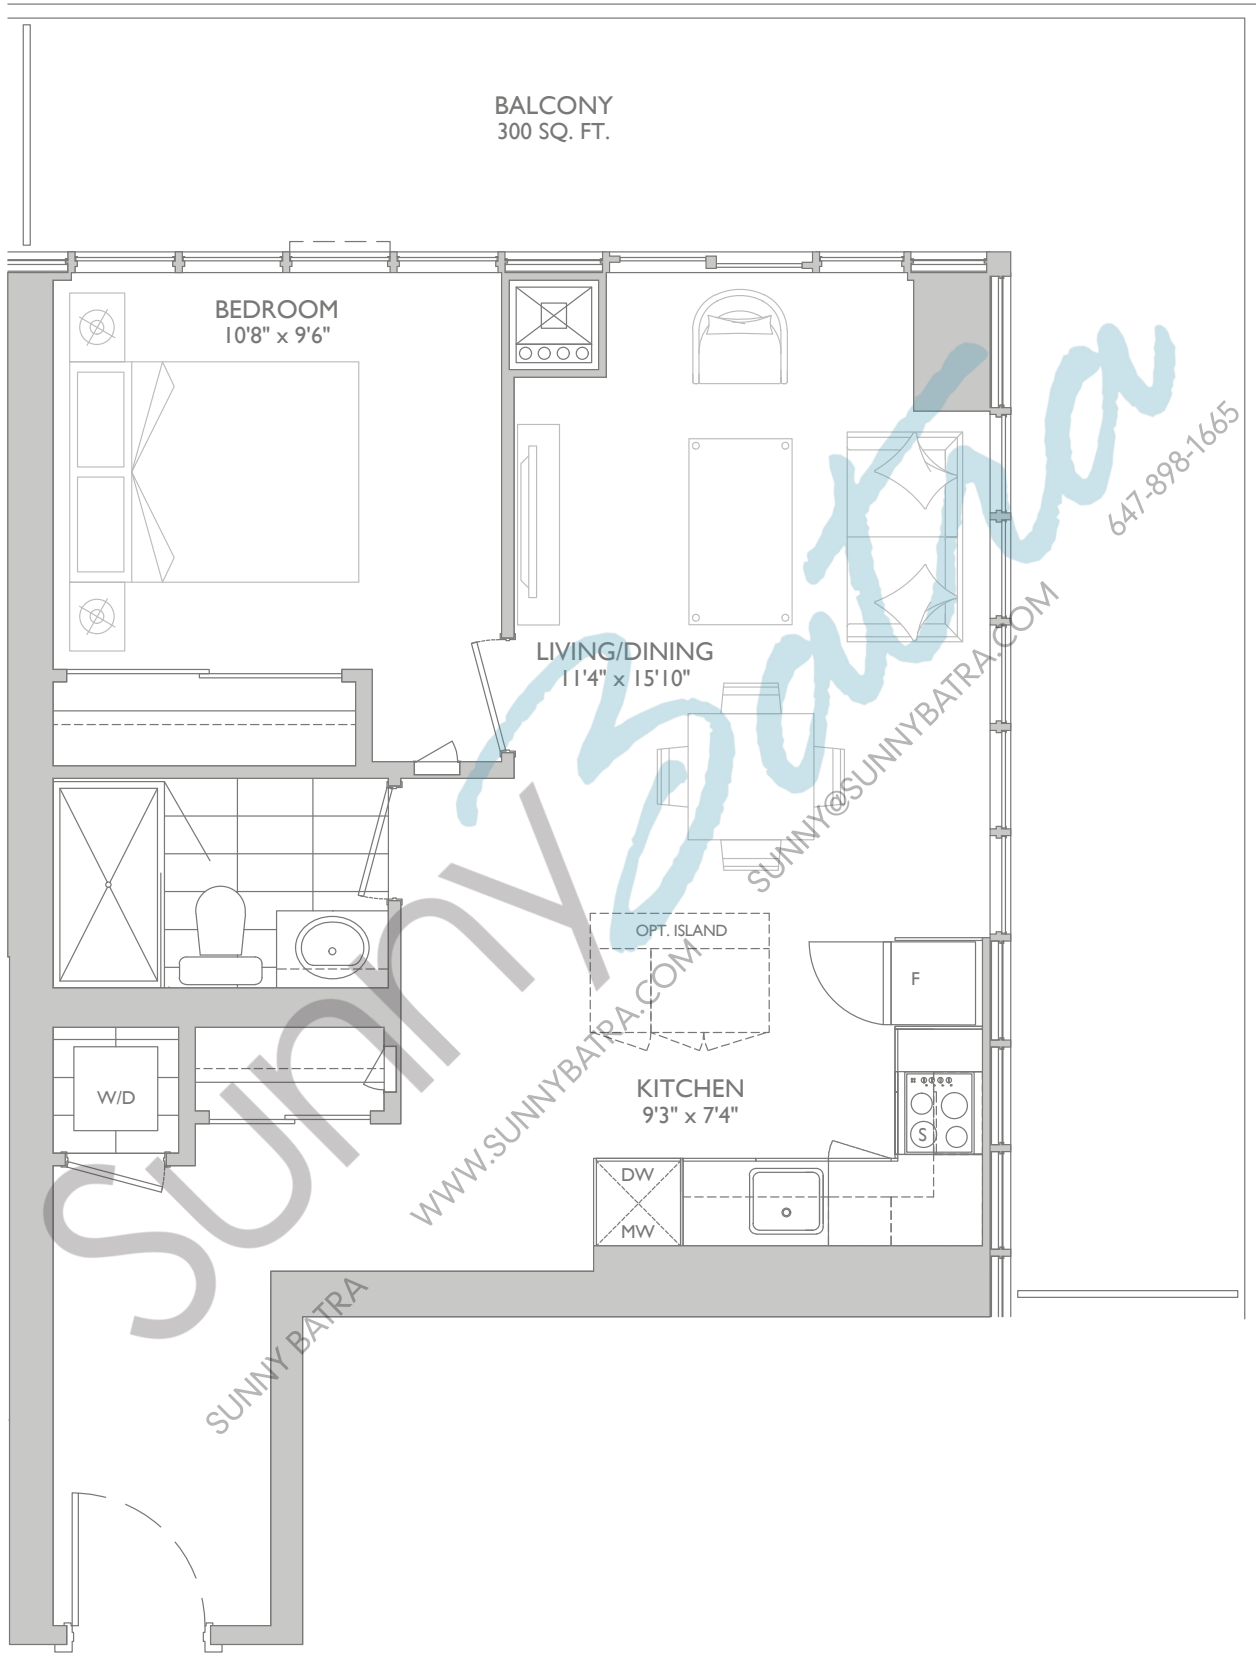 BALCONY
300 SQ. FT.
BEDROOM
10'8" x 9'6"
647-898-1665
LIVING/DINING
11'4" x 15'10"
Sunny Batra
SUNNY@SUNNYBATRA.COM
OPT. ISLAND
F
WWW.SUNNYBATRA.COM
KITCHEN
9'3" x 7'4"
W/D
S
DW
MW
SUNNY BATRA